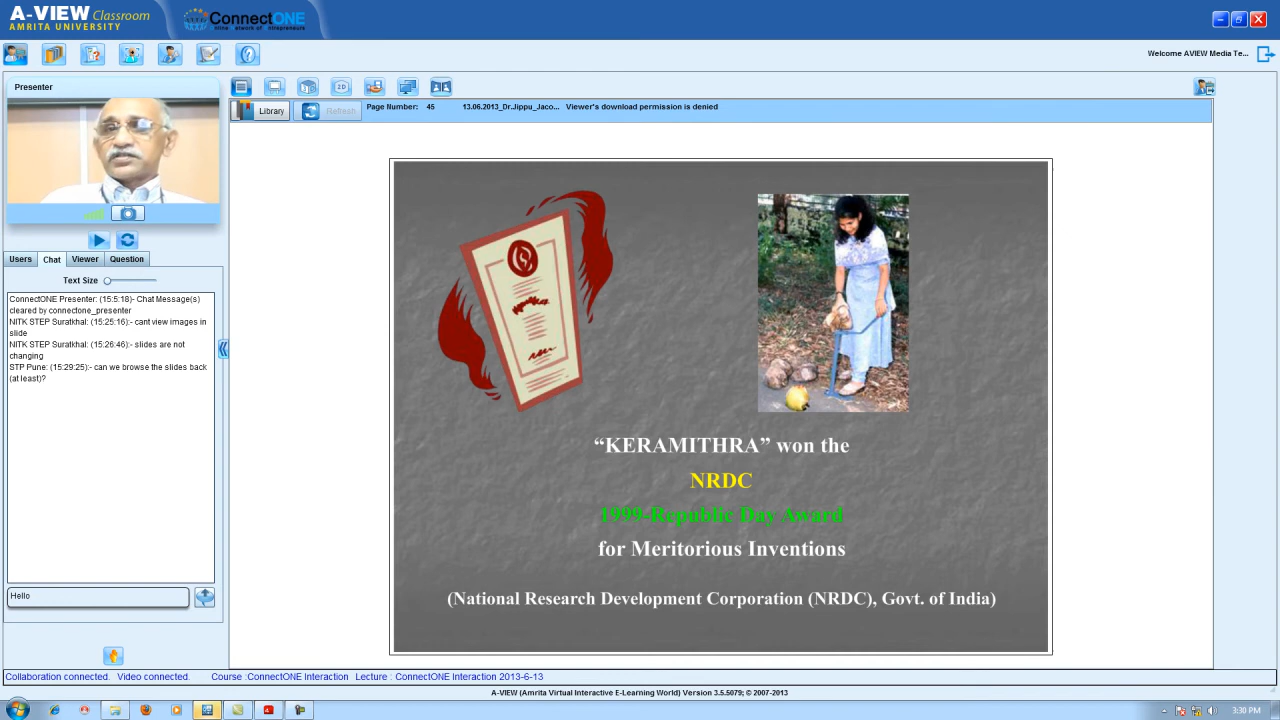 A-VIEW Classroom
AMRITA UNIVERSITY
ConnectONE
Welcome AVIEW Media Te...
Presenter
Library
Refresh
Page Number: 45 13.06.2013_Dr.Jippu_Jaco... Viewer's download permission is denied
2D
Users Chat Viewer Question
Text Size
ConnectONE Presenter: (15:5:18)- Chat Message(s)
cleared by connectone_presenter
NITK STEP Suratkhal: (15:25:16):- cant view images in
slide
NITK STEP Suratkhal: (15:26:46):- slides are not
changing
STP Pune: (15:29:25):- can we browse the slides back
(at least)?
Hello
“KERAMITHRA” won the
NRDC
1999-Republic Day Award
for Meritorious Inventions
(National Research Development Corporation (NRDC), Govt. of India)
Collaboration connected. Video connected. Course :ConnectONE Interaction Lecture : ConnectONE Interaction 2013-6-13
A-VIEW (Amrita Virtual Interactive E-Learning World) Version 3.5.5079; © 2007-2013
3:30 PM